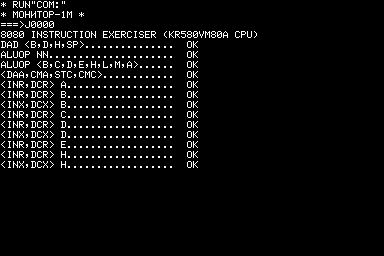 * RUN"COM:"
* МОНИТОР-1М *
===>J0000
8080 INSTRUCTION EXERCISER (KR580VM80A CPU)
DAD <B,D,H,SP>................ OK
ALUOP NN...................... OK
ALUOP <B,C,D,E,H,L,M,A>....... OK
<DAA,CMA,STC,CMC>............. OK
<INR,DCR> A................... OK
<INR,DCR> B................... OK
<INX,DCX> B................... OK
<INR,DCR> C................... OK
<INR,DCR> D................... OK
<INX,DCX> D................... OK
<INR,DCR> E................... OK
<INR,DCR> H................... OK
<INX,DCX> H................... OK